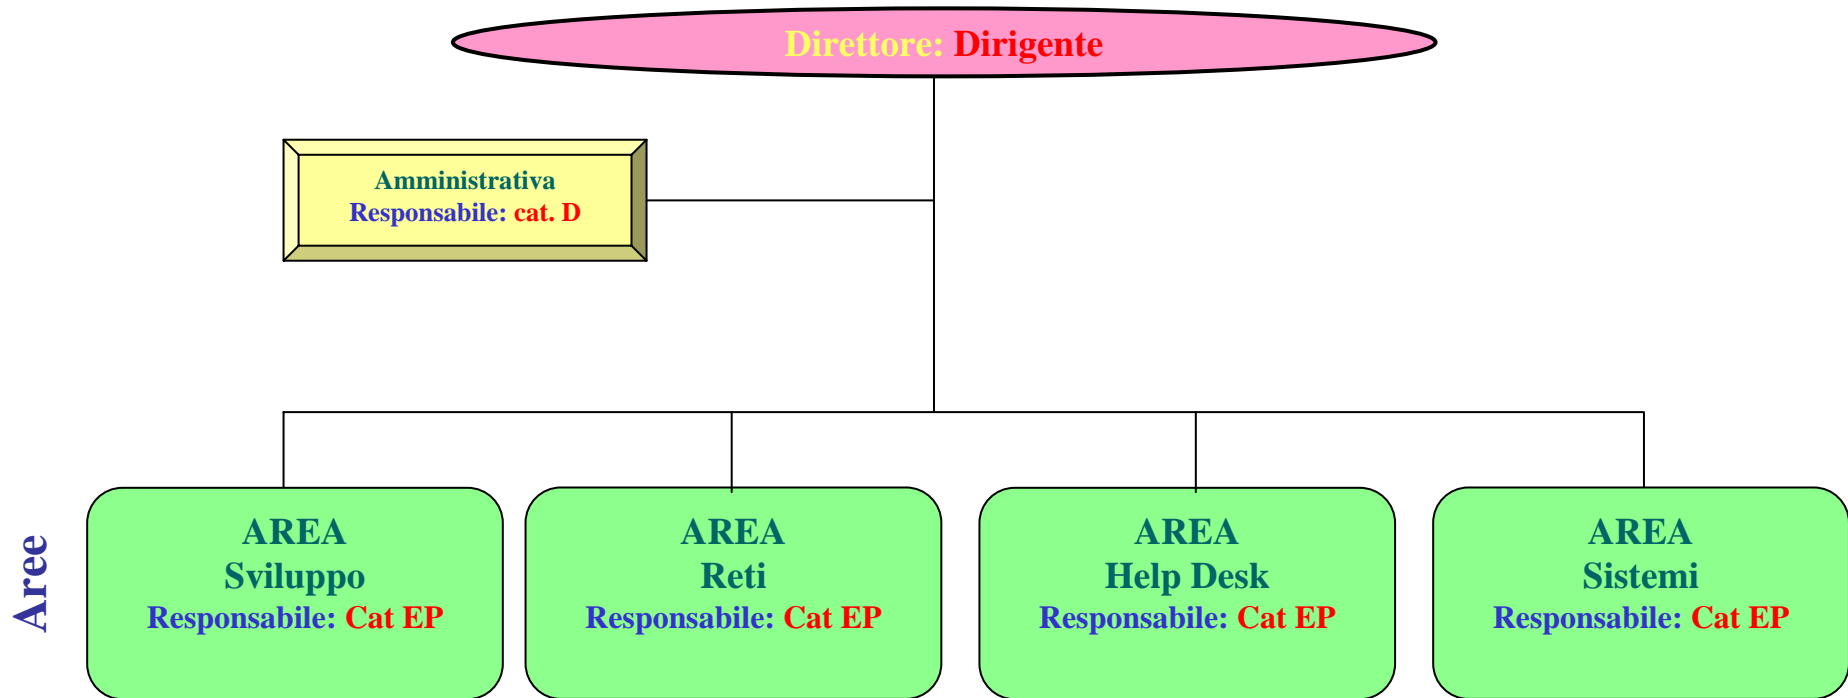 Direttore: Dirigente
Amministrativa
Responsabile: cat. D
Aree
AREA
Sviluppo
Responsabile: Cat EP
AREA
Reti
Responsabile: Cat EP
AREA
Help Desk
Responsabile: Cat EP
AREA
Sistemi
Responsabile: Cat EP